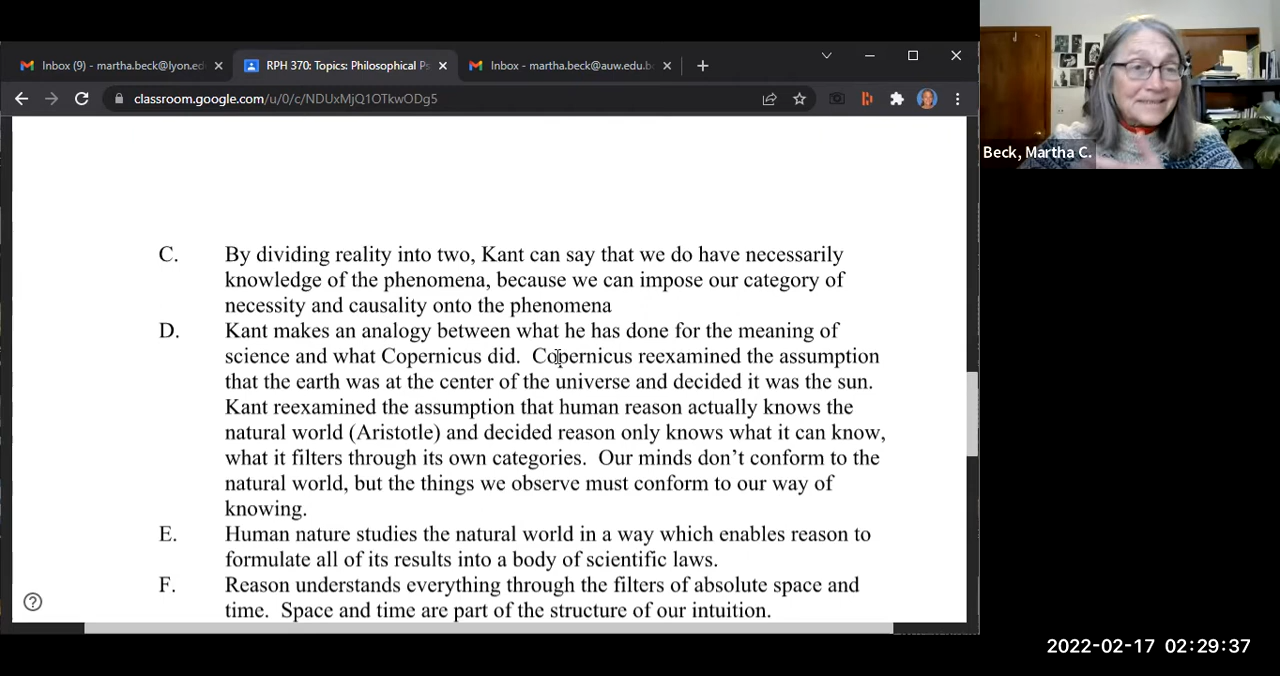 Inbox (9) - martha.beck@lyon.ed
RPH 370: Topics: Philosophical Ps
Inbox - martha.beck@auw.edu.b
classroom.google.com/u/0/c/NDUxMjQ1OTkwODg5
Beck, Martha C.
C. By dividing reality into two, Kant can say that we do have necessarily
knowledge of the phenomena, because we can impose our category of
necessity and causality onto the phenomena
D. Kant makes an analogy between what he has done for the meaning of
science and what Copernicus did. Copernicus reexamined the assumption
that the earth was at the center of the universe and decided it was the sun.
Kant reexamined the assumption that human reason actually knows the
natural world (Aristotle) and decided reason only knows what it can know,
what it filters through its own categories. Our minds don't conform to the
natural world, but the things we observe must conform to our way of
knowing.
E. Human nature studies the natural world in a way which enables reason to
formulate all of its results into a body of scientific laws.
F. Reason understands everything through the filters of absolute space and
time. Space and time are part of the structure of our intuition.
2022-02-17 02:29:37